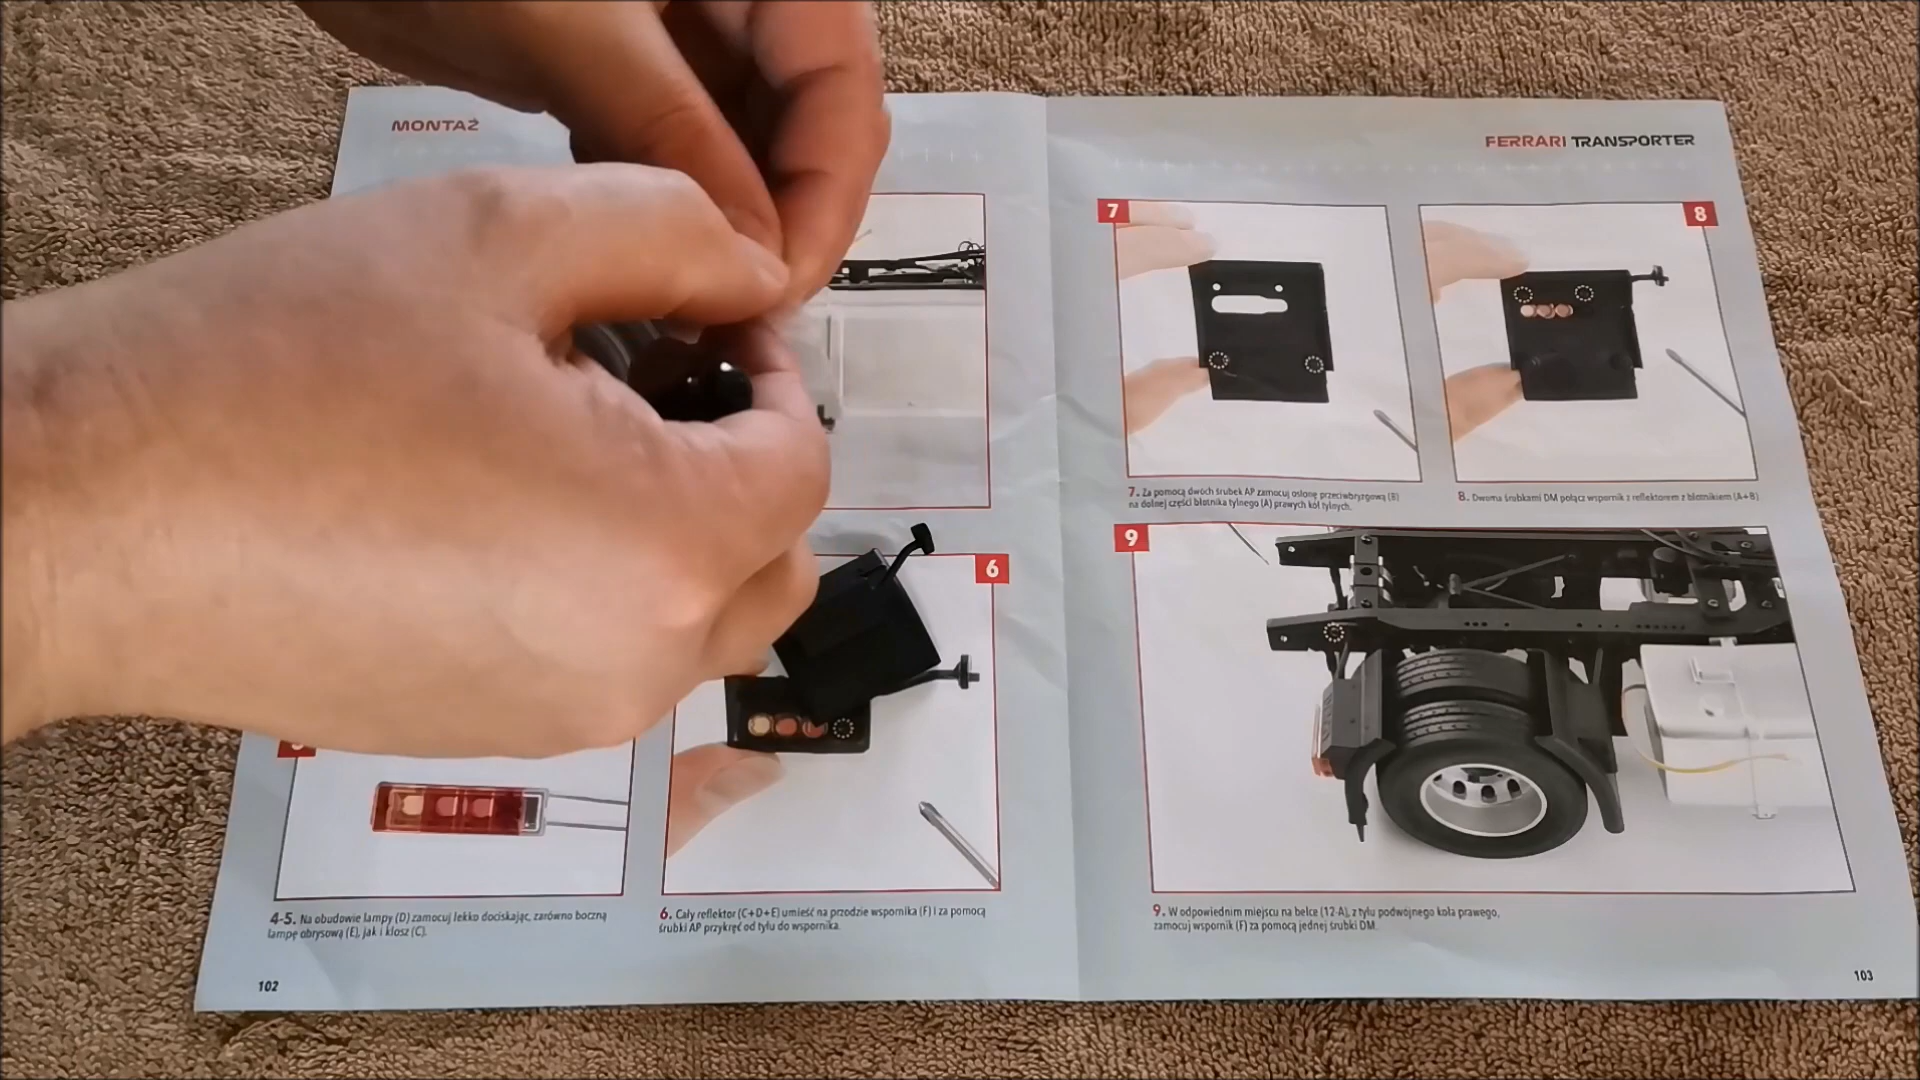 MONTAŻ
6
4-5. Na obudowie lampy (D) zamocuj lekko dociskając, zarówno boczną
lampę obrysową (E), jak i klosz (C).
6. Cały reflektor (C+D+E) umieść na przodzie wspornika (F) i za pomocą
śrubki AP przykręć od tyłu do wspornika.
102
FERRARI TRANSPORTER
7
8
7. Za pomocą dwóch śrubek AP zamocuj osłonę przeciwbryzgową (B)
na dolnej części błotnika tylnego (A) prawych kół tylnych.
8. Dwoma śrubkami DM połącz wspornik z reflektorem z błotnikiem (A+B)
9
9. W odpowiednim miejscu na belce (12-A), z tyłu podwójnego koła prawego,
zamocuj wspornik (F) za pomocą jednej śrubki DM.
103